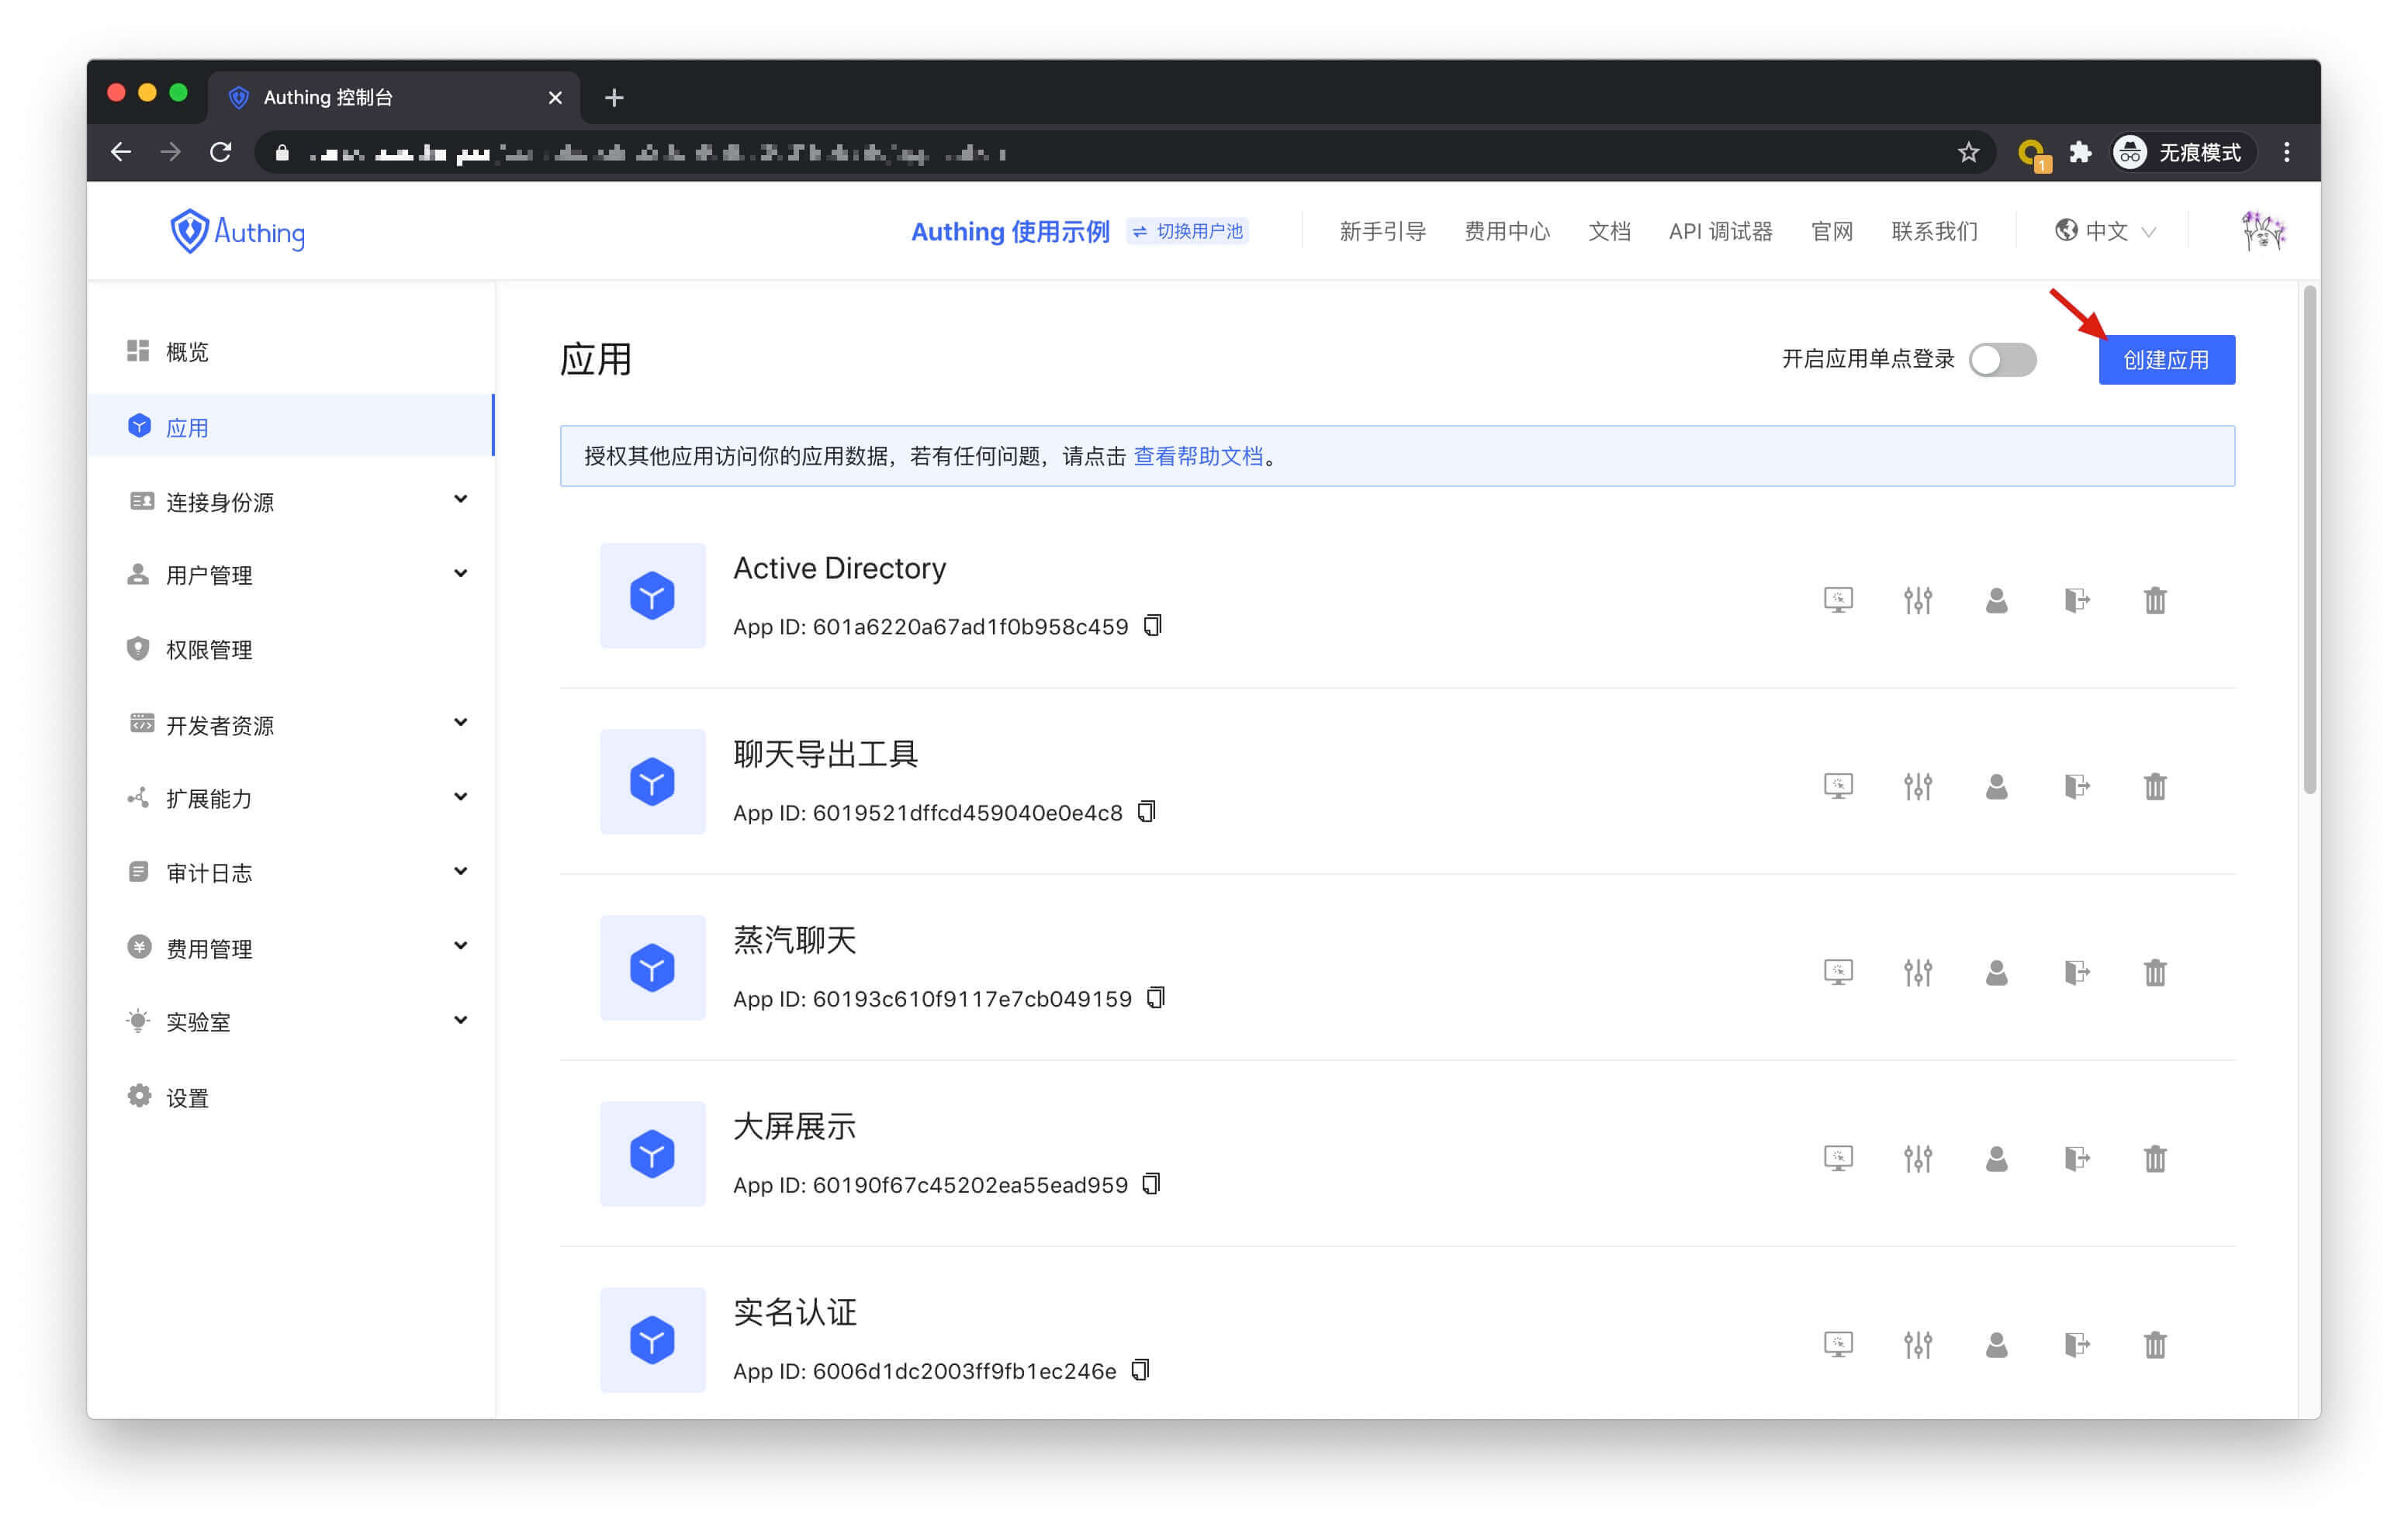 Authing 控制台
无痕模式
1
Authing
Authing 使用示例
切换用户池
新手引导
费用中心
文档
API 调试器
官网
联系我们
中文
概览
应用
连接身份源
用户管理
权限管理
开发者资源
扩展能力
审计日志
费用管理
实验室
设置
应用
开启应用单点登录
创建应用
授权其他应用访问你的应用数据，若有任何问题，请点击 查看帮助文档。
Active Directory
App ID: 601a6220a67ad1f0b958c459
聊天导出工具
App ID: 6019521dffcd459040e0e4c8
蒸汽聊天
App ID: 60193c610f9117e7cb049159
大屏展示
App ID: 60190f67c45202ea55ead959
实名认证
App ID: 6006d1dc2003ff9fb1ec246e